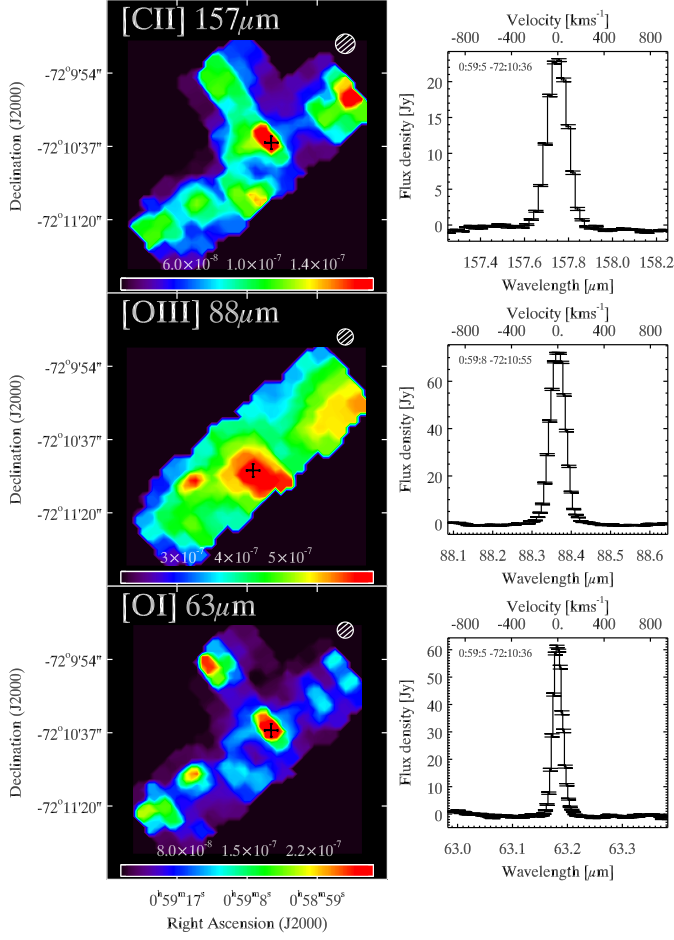 [CII] 157μm
Declination (J2000)
-72°9'54"
-72°10'37"
-72°11'20"
6.0×10⁻⁸ 1.0×10⁻⁷ 1.4×10⁻⁷
Velocity [kms⁻¹]
-800 -400 0. 400 800
0:59:5 -72:10:36
Flux density [Jy]
20
15
10
5
0
157.4 157.6 157.8 158.0 158.2
Wavelength [μm]
[OIII] 88μm
Declination (J2000)
-72°9'54"
-72°10'37"
-72°11'20"
3×10⁻⁷ 4×10⁻⁷ 5×10⁻⁷
Velocity [kms⁻¹]
-800 -400 0. 400 800
0:59:8 -72:10:55
Flux density [Jy]
60
40
20
0
88.1 88.2 88.3 88.4 88.5 88.6
Wavelength [μm]
[OI] 63μm
Declination (J2000)
-72°9'54"
-72°10'37"
-72°11'20"
8.0×10⁻⁸ 1.5×10⁻⁷ 2.2×10⁻⁷
0ʰ59ᵐ17ˢ 0ʰ59ᵐ8ˢ 0ʰ58ᵐ59ˢ
Right Ascension (J2000)
Velocity [kms⁻¹]
-800 -400 0. 400 800
0:59:5 -72:10:36
Flux density [Jy]
60
50
40
30
20
10
0
63.0 63.1 63.2 63.3
Wavelength [μm]